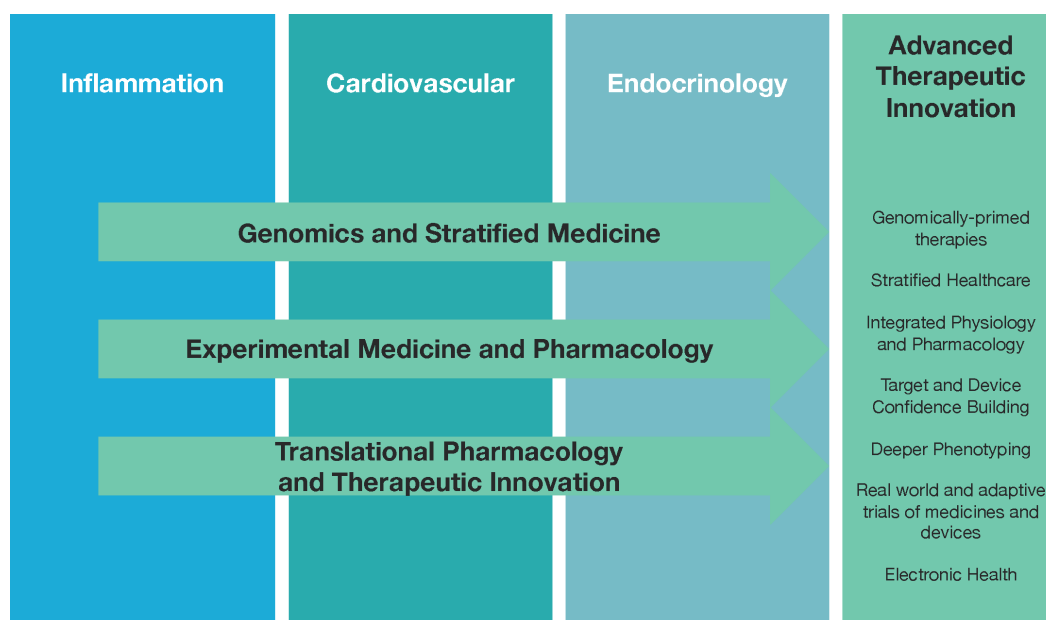 Inflammation
Cardiovascular
Endocrinology
Advanced
Therapeutic
Innovation
Genomics and Stratified Medicine
Experimental Medicine and Pharmacology
Translational Pharmacology
and Therapeutic Innovation
Genomically-primed
therapies
Stratified Healthcare
Integrated Physiology
and Pharmacology
Target and Device
Confidence Building
Deeper Phenotyping
Real world and adaptive
trials of medicines and
devices
Electronic Health